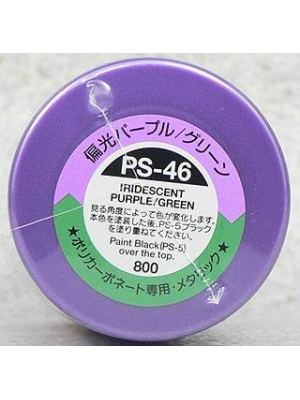 偏光パープル/グリーン
PS-46
IRIDESCENT
PURPLE/GREEN
見る角度によって色が変化します。
本色を塗装した後、PS-5ブラック
を塗り重ねてください。
Paint Black(PS-5)
over the top.
800
★ポリカーボネート専用・メタリック★